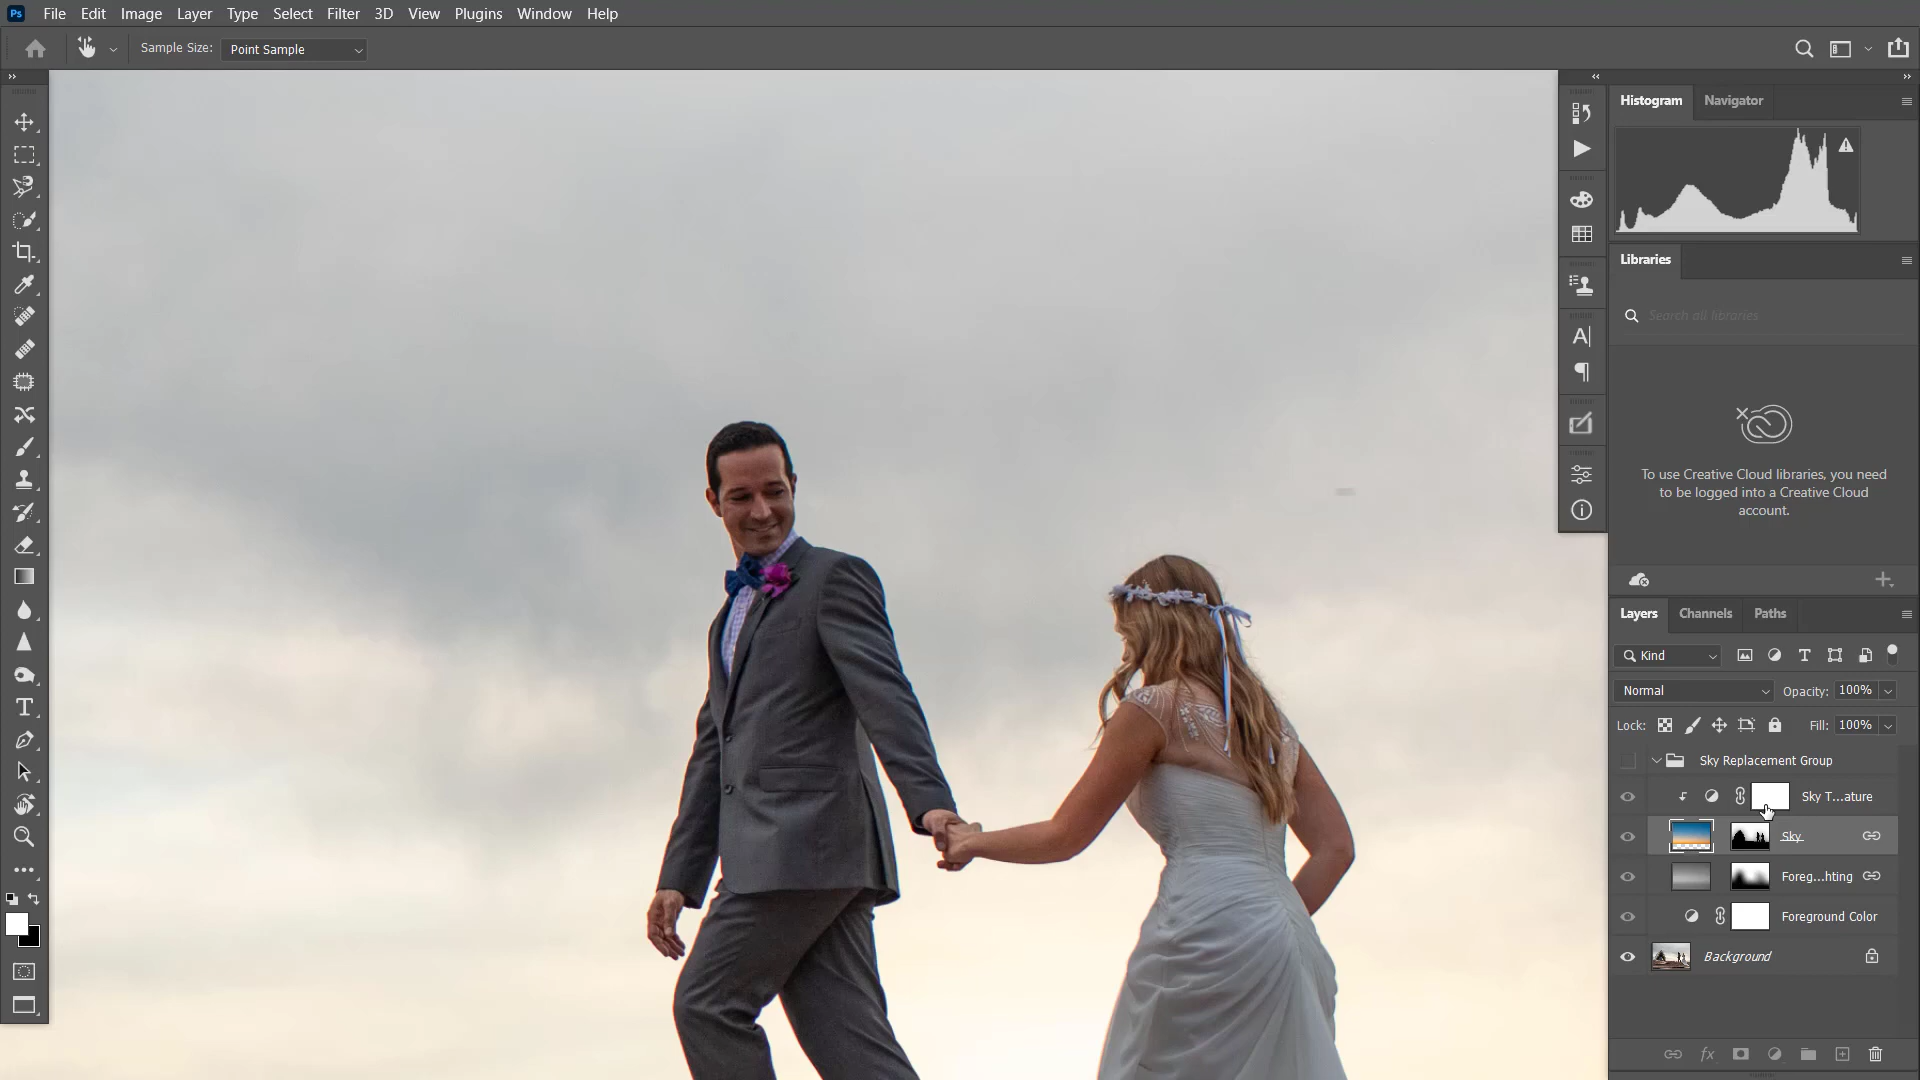 Ps File Edit Image Layer Type Select Filter 3D View Plugins Window Help
Sample Size: Point Sample
Histogram Navigator
Libraries
Search all libraries
To use Creative Cloud libraries, you need
to be logged into a Creative Cloud
account.
Layers Channels Paths
Kind
Normal Opacity: 100%
Lock: Fill: 100%
Sky Replacement Group
Sky T...ature
Sky
Foreg...hting
Foreground Color
Background